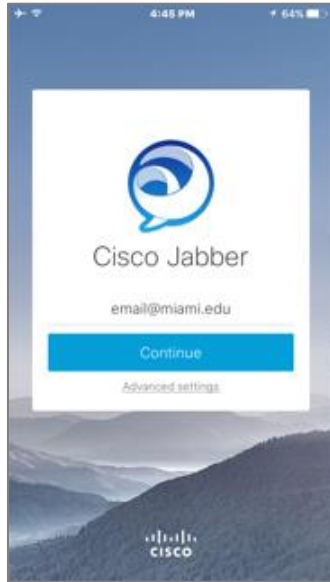 4:45 PM
64%
Cisco Jabber
email@miami.edu
Continue
Advanced settings
CISCO